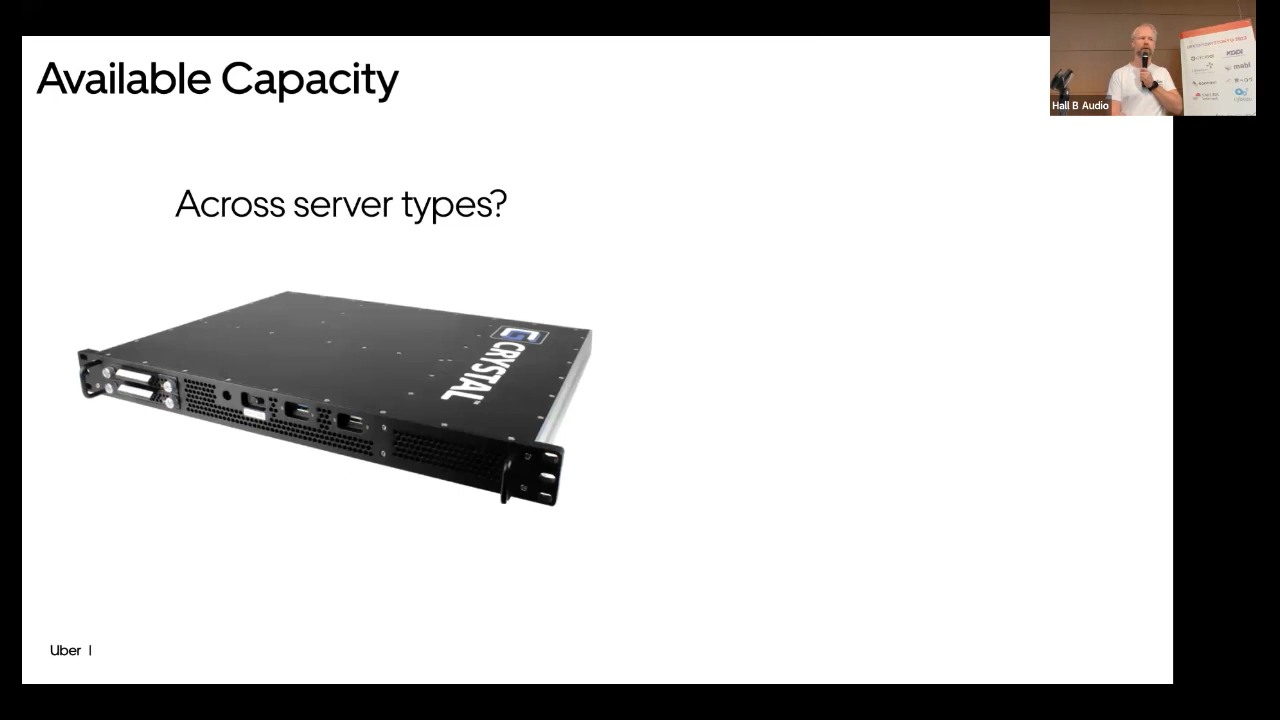 Available Capacity
Across server types?
CRYSTAL
Uber |
Hall B Audio